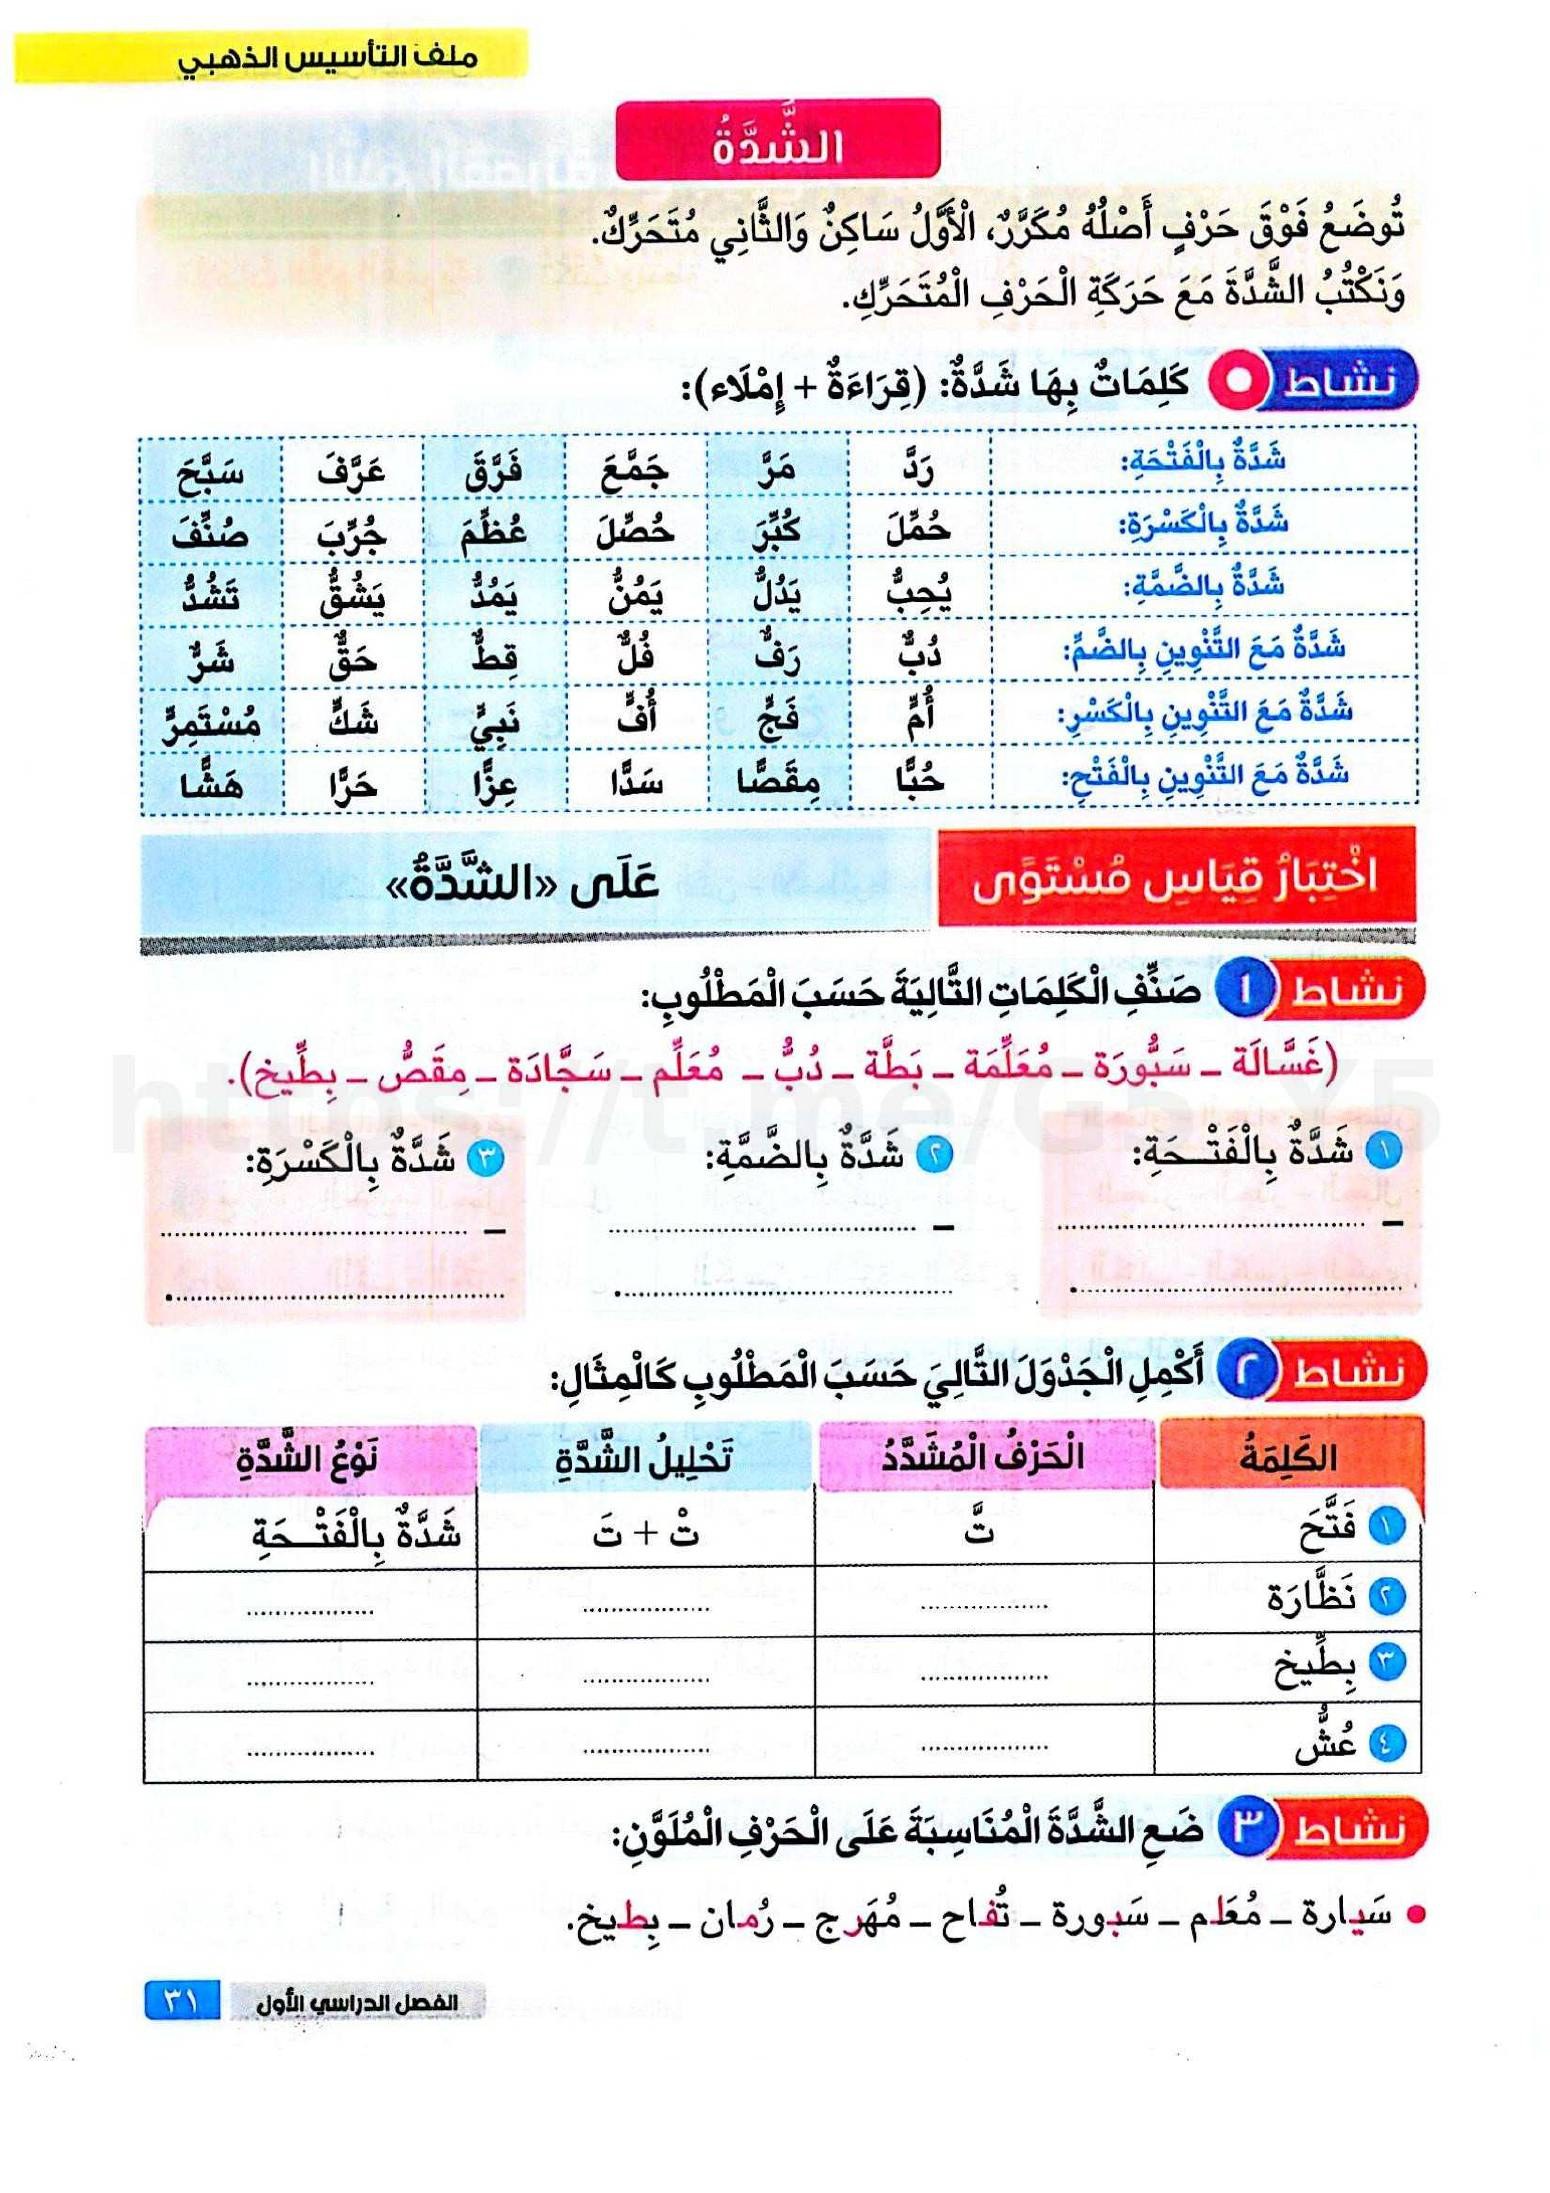 ملف التأسيس الذهبي
الشَّدَّةُ
تُوضَعُ فَوْقَ حَرْفٍ أَصْلُهُ مُكَرَّرٌ، الْأَوَّلُ سَاكِنٌ وَالثَّانِي مُتَحَرِّكٌ.
وَنَكْتُبُ الشَّدَّةَ مَعَ حَرَكَةِ الْحَرْفِ الْمُتَحَرِّكِ.
نشاط كَلِمَاتٌ بِهَا شَدَّةٌ: (قِرَاءَةٌ + إِمْلَاء):
شَدَّةٌ بِالْفَتْحَةِ: رَدَّ مَرَّ جَمَّعَ فَرَّقَ عَرَّفَ سَبَّحَ
شَدَّةٌ بِالْكَسْرَةِ: حُمِّلَ كُبِّرَ حُصِّلَ عُظِّمَ جُرِّبَ صُنِّفَ
شَدَّةٌ بِالضَّمَّةِ: يُحِبُّ يَدُلُّ يَمُنُّ يَمُدُّ يَشُقُّ تَشُدُّ
شَدَّةٌ مَعَ التَّنْوِينِ بِالضَّمِّ: دُبٌّ رَفٌّ فُلٌّ قِطٌّ حَقٌّ شَرٌّ
شَدَّةٌ مَعَ التَّنْوِينِ بِالْكَسْرِ: أُمٍّ فَجٍّ أُفٍّ نَبِيٍّ شَكٍّ مُسْتَمِرٍّ
شَدَّةٌ مَعَ التَّنْوِينِ بِالْفَتْحِ: حُبًّا مِقَصًّا سَدًّا عِزًّا حَرًّا هَشًّا
اخْتِبَارُ قِيَاسِ مُسْتَوًى عَلَى «الشَّدَّةُ»
نشاط ١ صَنِّفِ الْكَلِمَاتِ التَّالِيَةَ حَسَبَ الْمَطْلُوبِ:
(غَسَّالَة – سَبُّورَة – مُعَلِّمَة – بَطَّة – دُبُّ – مُعَلِّم – سَجَّادَة – مِقَصُّ – بِطِّيخ).
١ شَدَّةٌ بِالْفَتْـحَةِ: ٢ شَدَّةٌ بِالضَّمَّةِ: ٣ شَدَّةٌ بِالْكَسْرَةِ:
– .................... – .................... – ....................
.................... .................... ....................
نشاط ٢ أَكْمِلِ الْجَدْوَلَ التَّالِيَ حَسَبَ الْمَطْلُوبِ كَالْمِثَالِ:
الكَلِمَةُ الْحَرْفُ الْمُشَدَّدُ تَحْلِيلُ الشَّدَّةِ نَوْعُ الشَّدَّةِ
١ فَتَّحَ تَّ تْ + تَ شَدَّةٌ بِالْفَتْـحَةِ
٢ نَظَّارَة .................... .................... ....................
٣ بِطِّيخ .................... .................... ....................
٤ عُشُّ .................... .................... ....................
نشاط ٣ ضَعِ الشَّدَّةَ الْمُنَاسِبَةَ عَلَى الْحَرْفِ الْمُلَوَّنِ:
• سَيارة – مُعَلم – سَبورة – تُفاح – مُهَرج – رُمان – بِطيخ.
الفصل الدراسي الأول ٣١